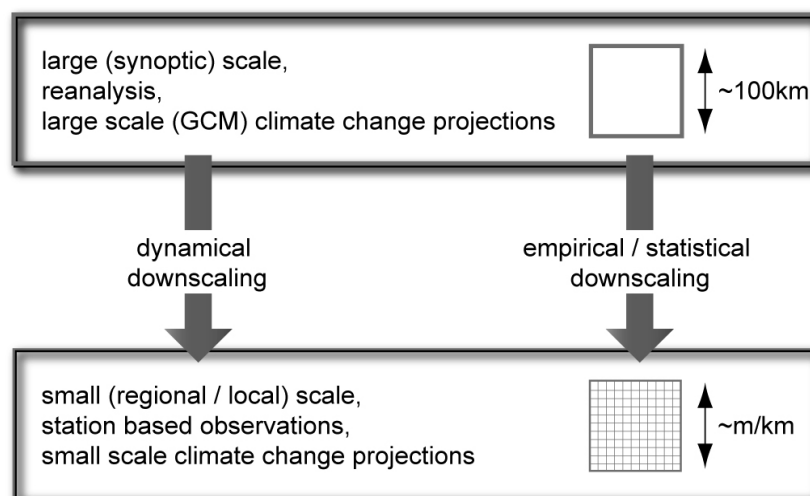 large (synoptic) scale,
reanalysis,
large scale (GCM) climate change projections
~100km
dynamical
downscaling
empirical / statistical
downscaling
small (regional / local) scale,
station based observations,
small scale climate change projections
~m/km